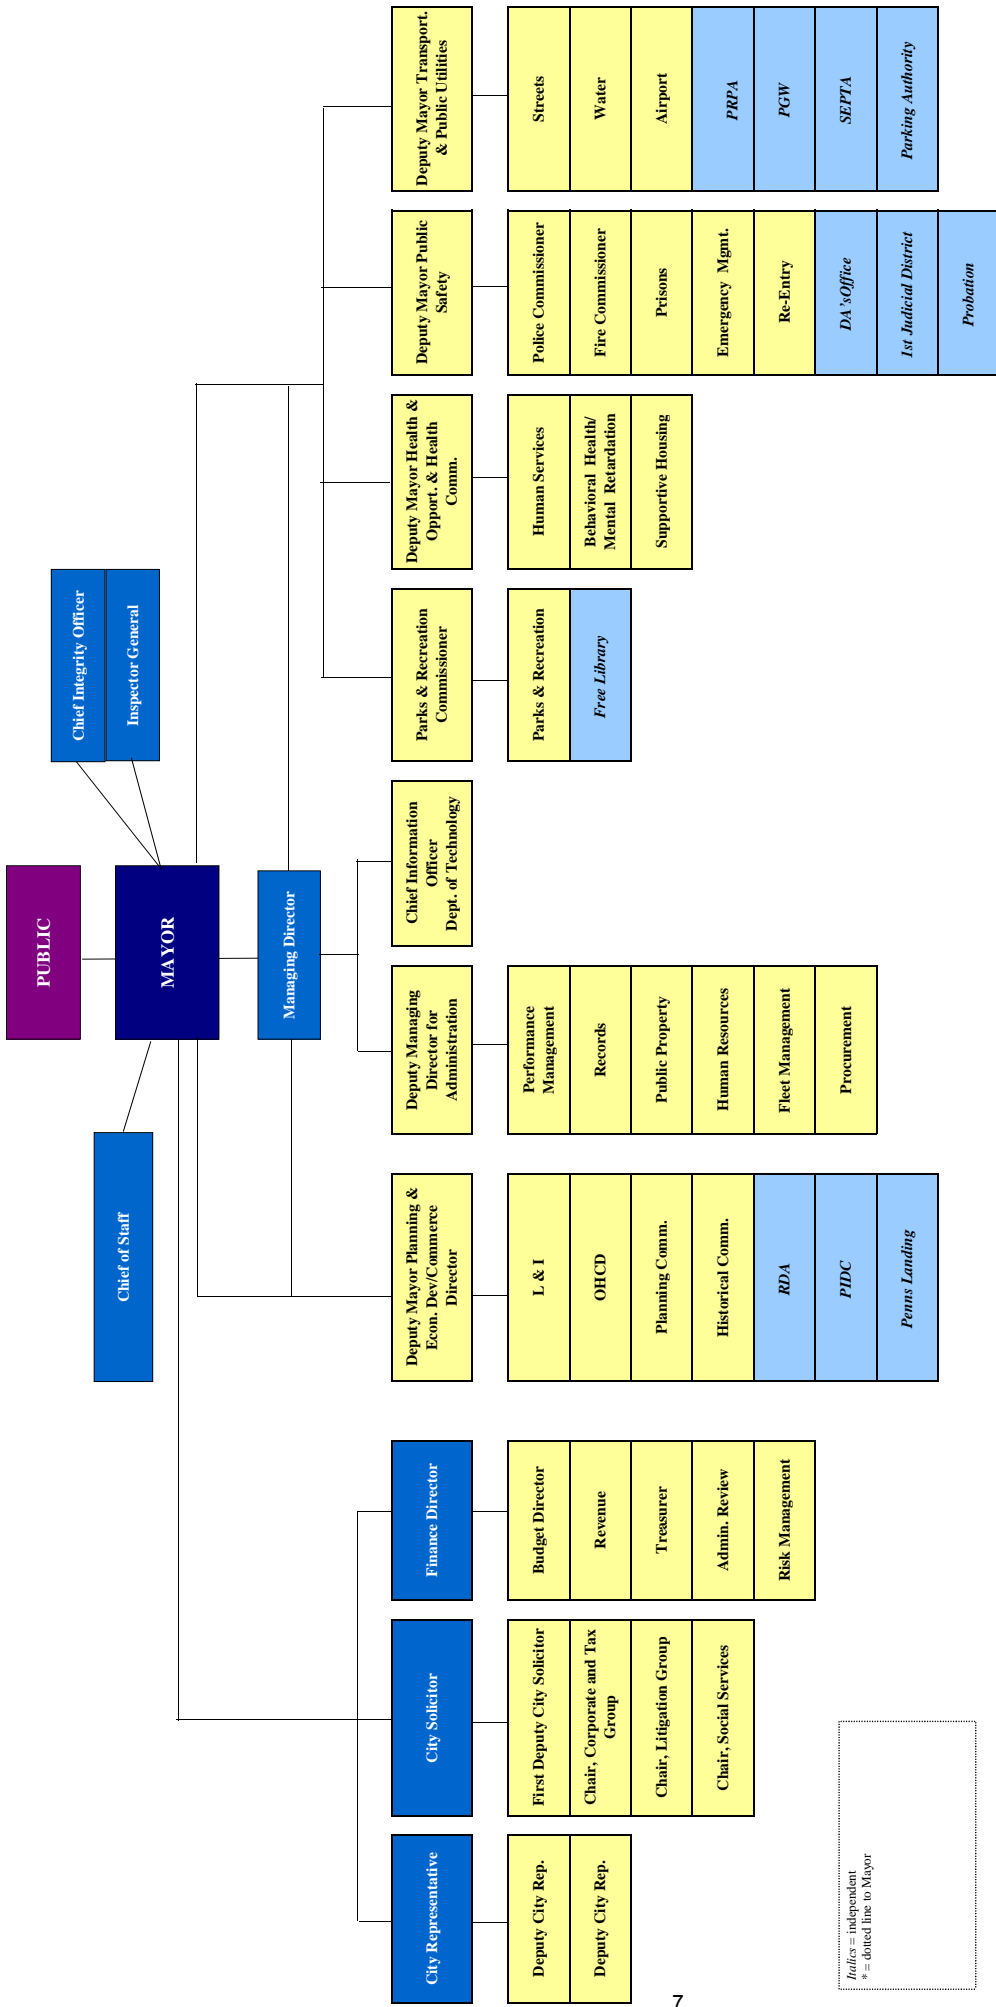 PUBLIC
MAYOR
Chief of Staff
Chief Integrity Officer
Inspector General
Managing Director
City Representative
Deputy City Rep.
Deputy City Rep.
City Solicitor
First Deputy City Solicitor
Chair, Corporate and Tax
Group
Chair, Litigation Group
Chair, Social Services
Finance Director
Budget Director
Revenue
Treasurer
Admin. Review
Risk Management
Deputy Mayor Planning &
Econ. Dev/Commerce
Director
L & I
OHCD
Planning Comm.
Historical Comm.
RDA
PIDC
Penns Landing
Deputy Managing
Director for
Administration
Performance
Management
Records
Public Property
Human Resources
Fleet Management
Procurement
Chief Information
Officer
Dept. of Technology
Parks & Recreation
Commissioner
Parks & Recreation
Free Library
Deputy Mayor Health &
Opport. & Health
Comm.
Human Services
Behavioral Health/
Mental Retardation
Supportive Housing
Deputy Mayor Public
Safety
Police Commissioner
Fire Commissioner
Prisons
Emergency Mgmt.
Re-Entry
DA'sOffice
1st Judicial District
Probation
Deputy Mayor Transport.
& Public Utilities
Streets
Water
Airport
PRPA
PGW
SEPTA
Parking Authority
Italics = independent
* = dotted line to Mayor
7